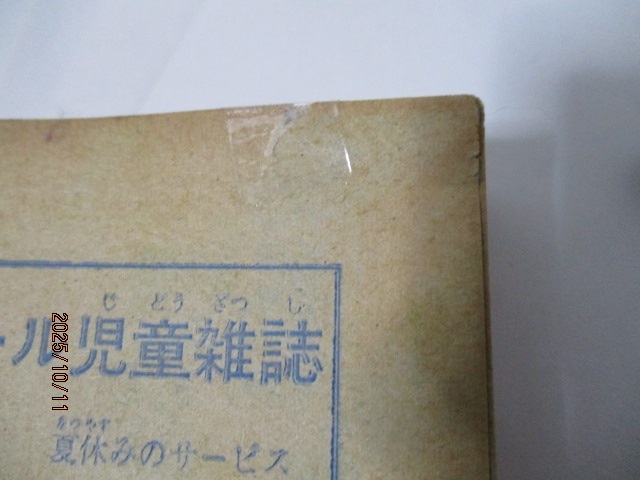 じ どう ざっ し
ール児童雑誌
なつやす
夏休みのサービス
2025/10/11